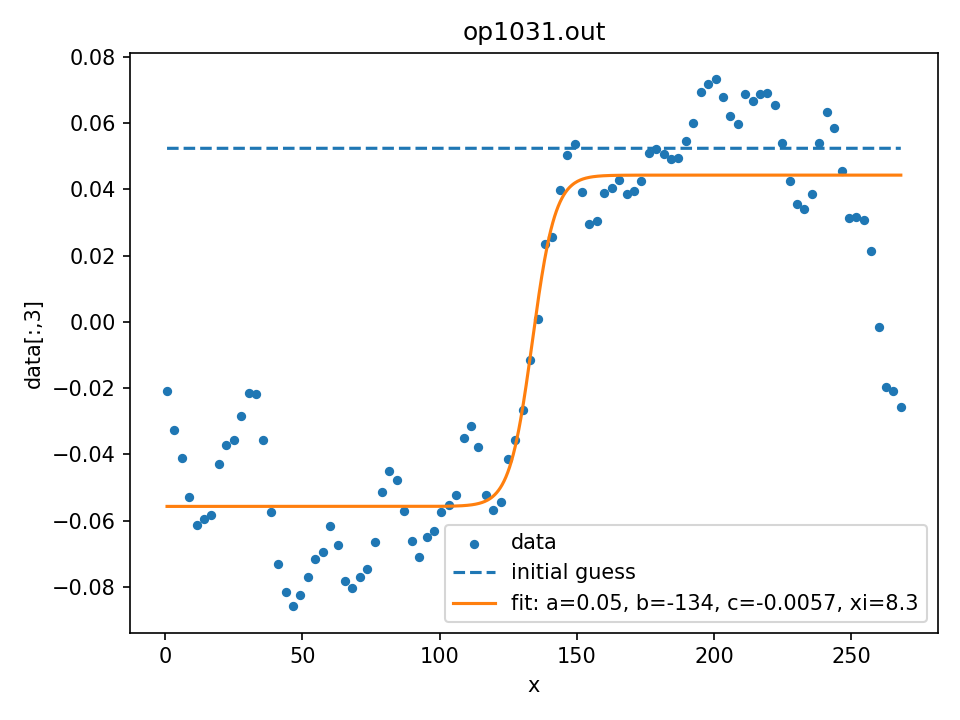 op1031.out
0.08
0.06
0.04
0.02
0.00
−0.02
−0.04
−0.06
−0.08
data[:,3]
data
initial guess
fit: a=0.05, b=-134, c=-0.0057, xi=8.3
0 50 100 150 200 250
x